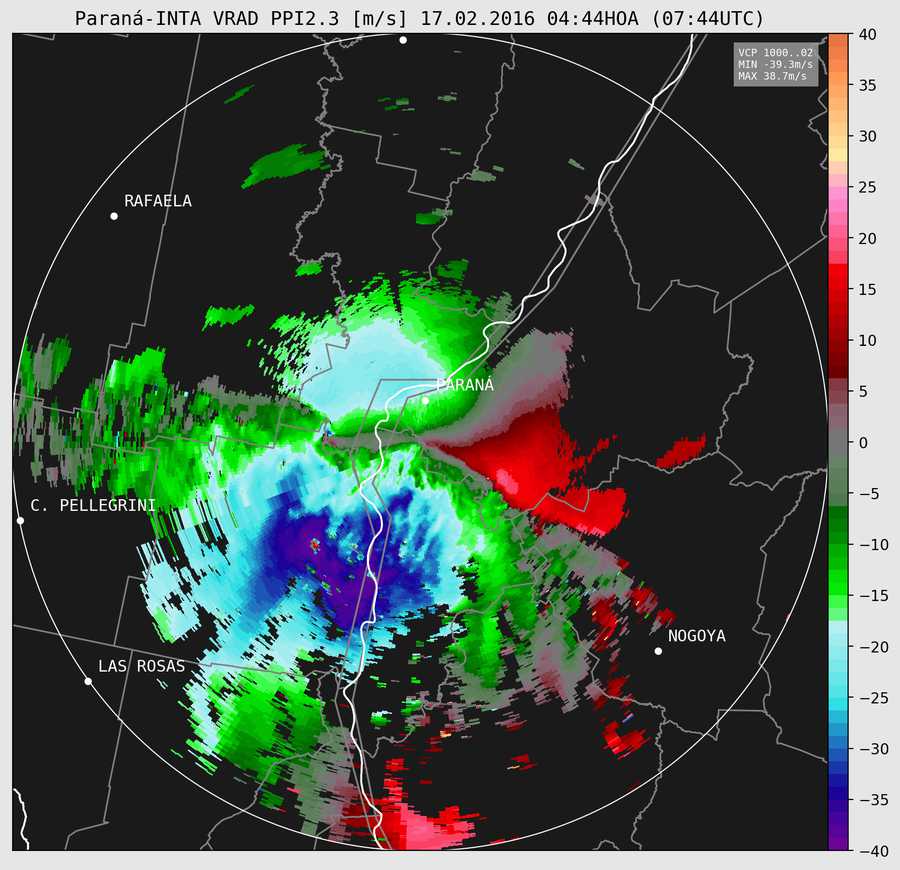 Paraná-INTA VRAD PPI2.3 [m/s] 17.02.2016 04:44HOA (07:44UTC)
VCP 1000..02
MIN -39.3m/s
MAX 38.7m/s
RAFAELA
PARANÁ
C. PELLEGRINI
NOGOYA
LAS ROSAS
40
35
30
25
20
15
10
5
0
−5
−10
−15
−20
−25
−30
−35
−40